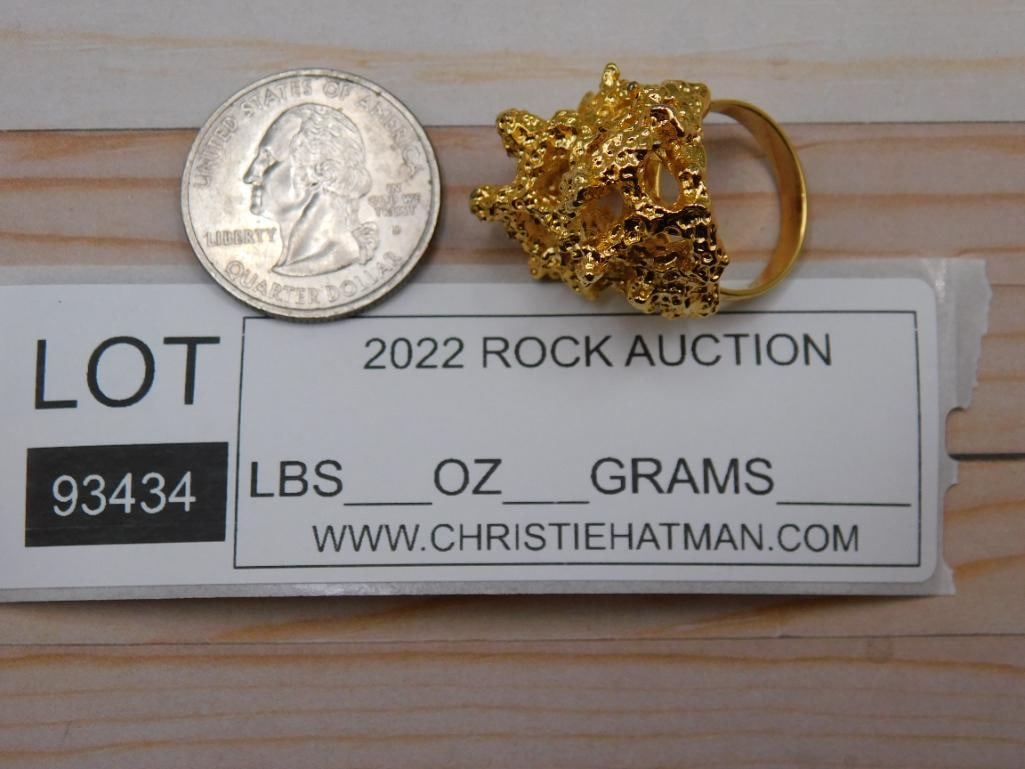 UNITED STATES OF AMERICA
LIBERTY
IN
GOD WE
TRUST
D
QUARTER DOLLAR
LOT
93434
2022 ROCK AUCTION
LBS___OZ___GRAMS_____
WWW.CHRISTIEHATMAN.COM